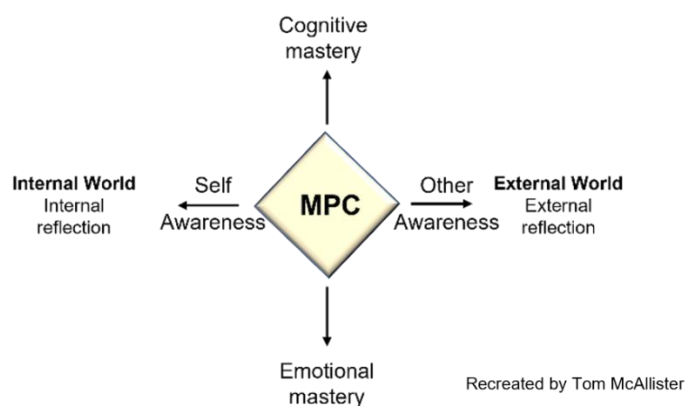 Cognitive
mastery
Internal World
Internal
reflection
Self
Awareness
MPC
Other
Awareness
External World
External
reflection
Emotional
mastery
Recreated by Tom McAllister